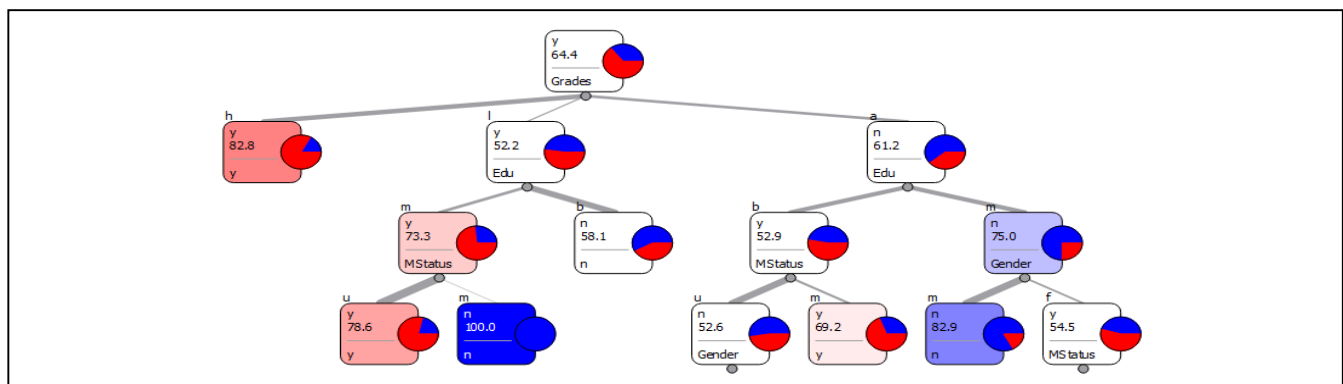 y
64.4
Grades
h
y
82.8
y
l
y
52.2
Edu
a
n
61.2
Edu
m
y
73.3
MStatus
b
n
58.1
n
b
y
52.9
MStatus
m
n
75.0
Gender
u
y
78.6
y
m
n
100.0
n
u
n
52.6
Gender
m
y
69.2
y
m
n
82.9
n
f
y
54.5
MStatus